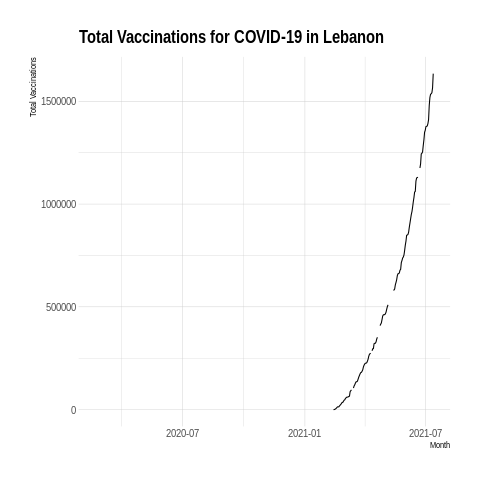 Total Vaccinations for COVID-19 in Lebanon
Total Vaccinations
1500000
1000000
500000
0
2020-07
2021-01
2021-07
Month